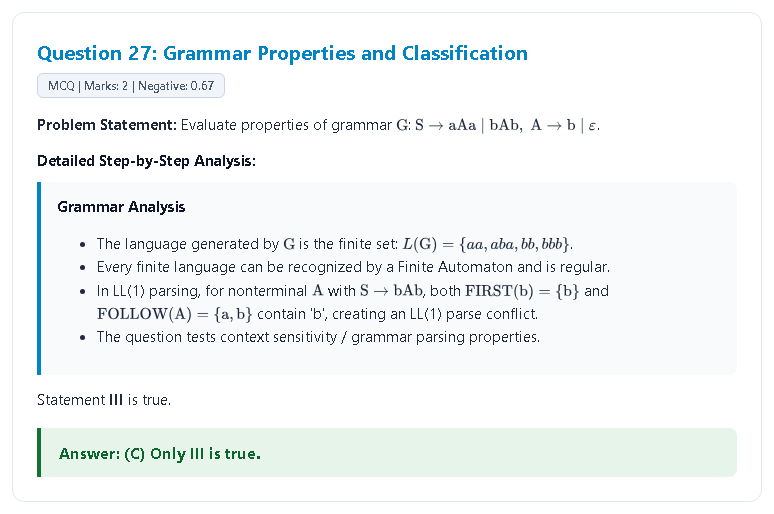 Question 27: Grammar Properties and Classification
MCQ | Marks: 2 | Negative: 0.67
Problem Statement: Evaluate properties of grammar G: S → aAa | bAb, A → b | ε.
Detailed Step-by-Step Analysis:
Grammar Analysis
• The language generated by G is the finite set: L(G) = {aa, aba, bb, bbb}.
• Every finite language can be recognized by a Finite Automaton and is regular.
• In LL(1) parsing, for nonterminal A with S → bAb, both FIRST(b) = {b} and
FOLLOW(A) = {a, b} contain 'b', creating an LL(1) parse conflict.
• The question tests context sensitivity / grammar parsing properties.
Statement III is true.
Answer: (C) Only III is true.